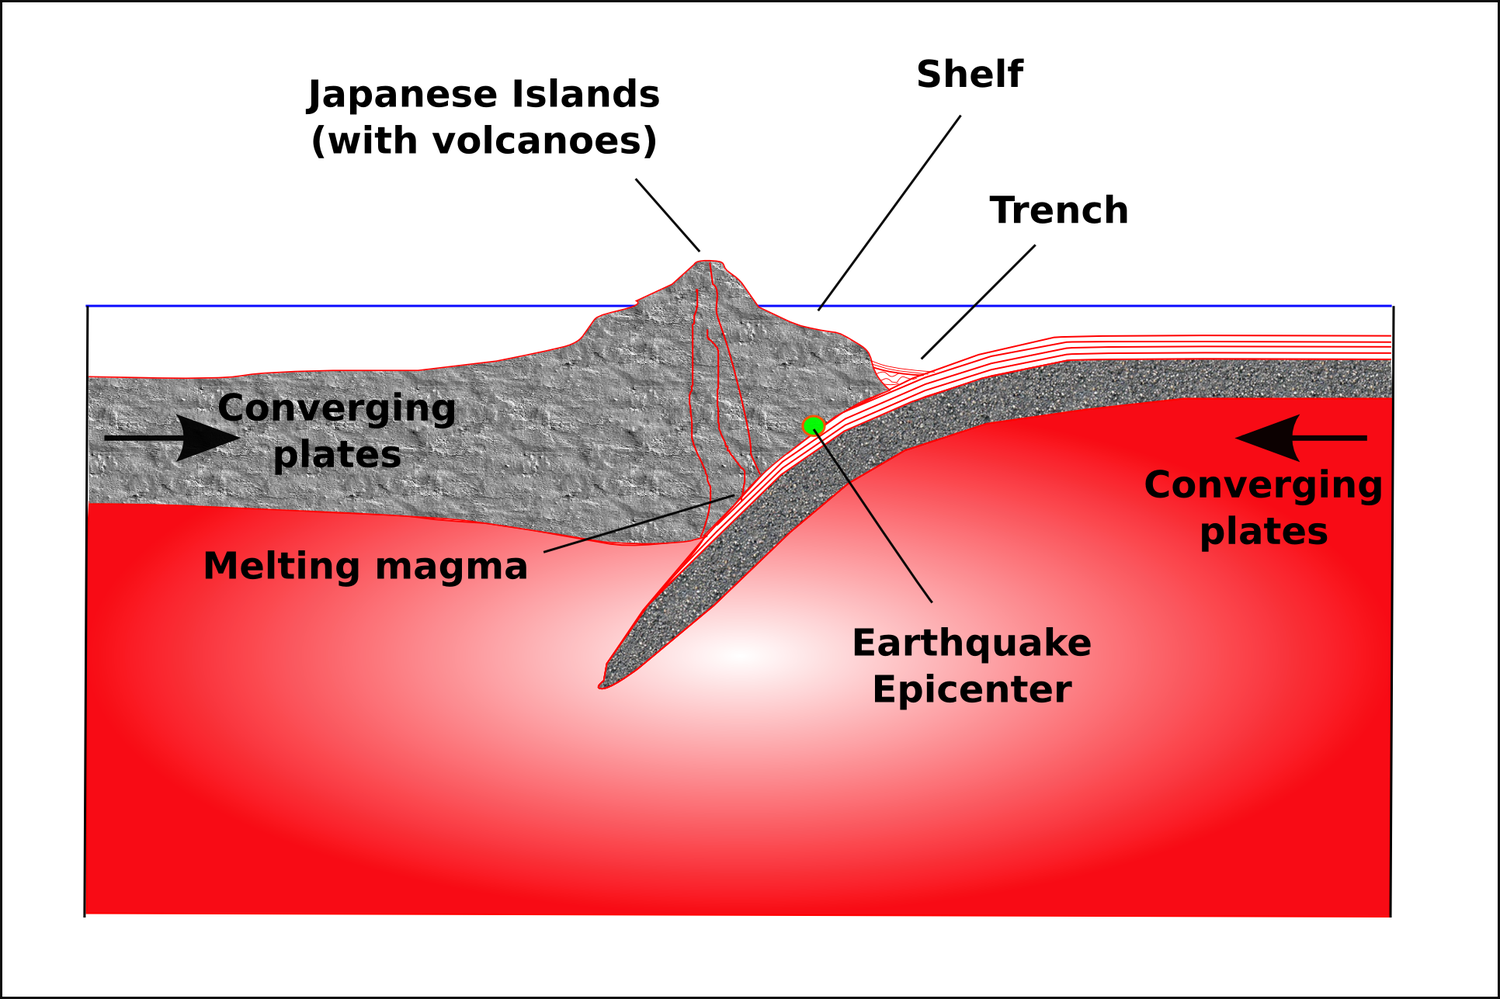 Shelf
Japanese Islands
(with volcanoes)
Trench
Converging
plates
Converging
plates
Melting magma
Earthquake
Epicenter